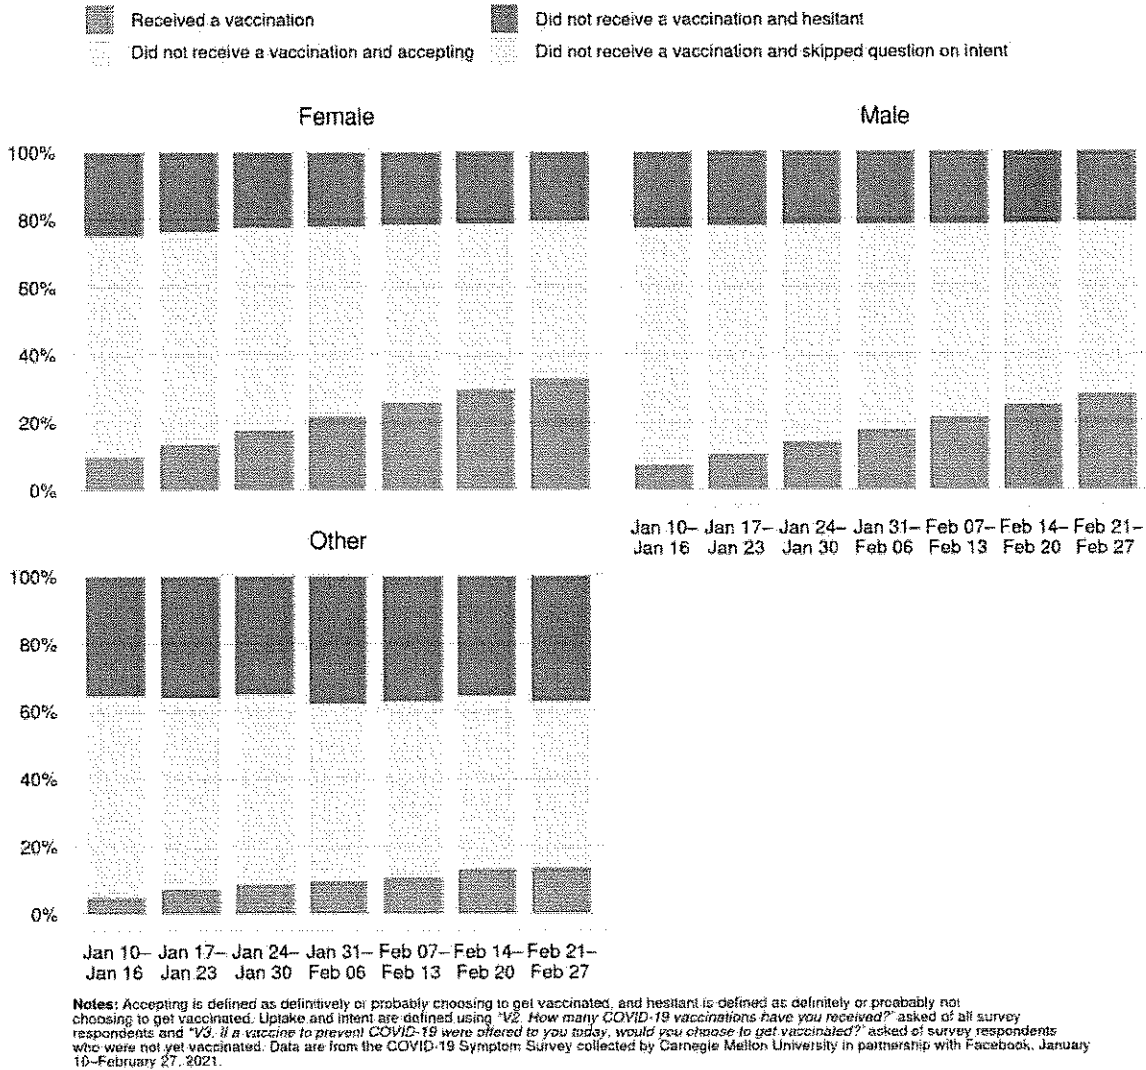 Received a vaccination
Did not receive a vaccination and hesitant
Did not receive a vaccination and accepting
Did not receive a vaccination and skipped question on intent
Female
Male
100%
80%
60%
40%
20%
0%
Jan 10– Jan 17– Jan 24– Jan 31– Feb 07– Feb 14– Feb 21–
Jan 16 Jan 23 Jan 30 Feb 06 Feb 13 Feb 20 Feb 27
Other
100%
80%
60%
40%
20%
0%
Jan 10– Jan 17– Jan 24– Jan 31– Feb 07– Feb 14– Feb 21–
Jan 16 Jan 23 Jan 30 Feb 06 Feb 13 Feb 20 Feb 27
Notes: Accepting is defined as definitively or probably choosing to get vaccinated, and hesitant is defined as definitely or probably not
choosing to get vaccinated. Uptake and intent are defined using "V2. How many COVID-19 vaccinations have you received?" asked of all survey
respondents and "V3. If a vaccine to prevent COVID-19 were offered to you today, would you choose to get vaccinated?" asked of survey respondents
who were not yet vaccinated. Data are from the COVID-19 Symptom Survey collected by Carnegie Mellon University in partnership with Facebook, January
10–February 27, 2021.